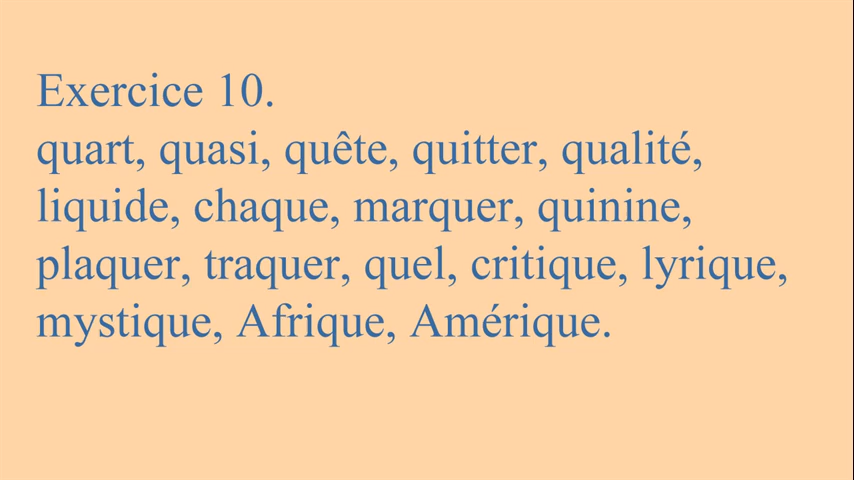 Exercice 10.
quart, quasi, quête, quitter, qualité,
liquide, chaque, marquer, quinine,
plaquer, traquer, quel, critique, lyrique,
mystique, Afrique, Amérique.